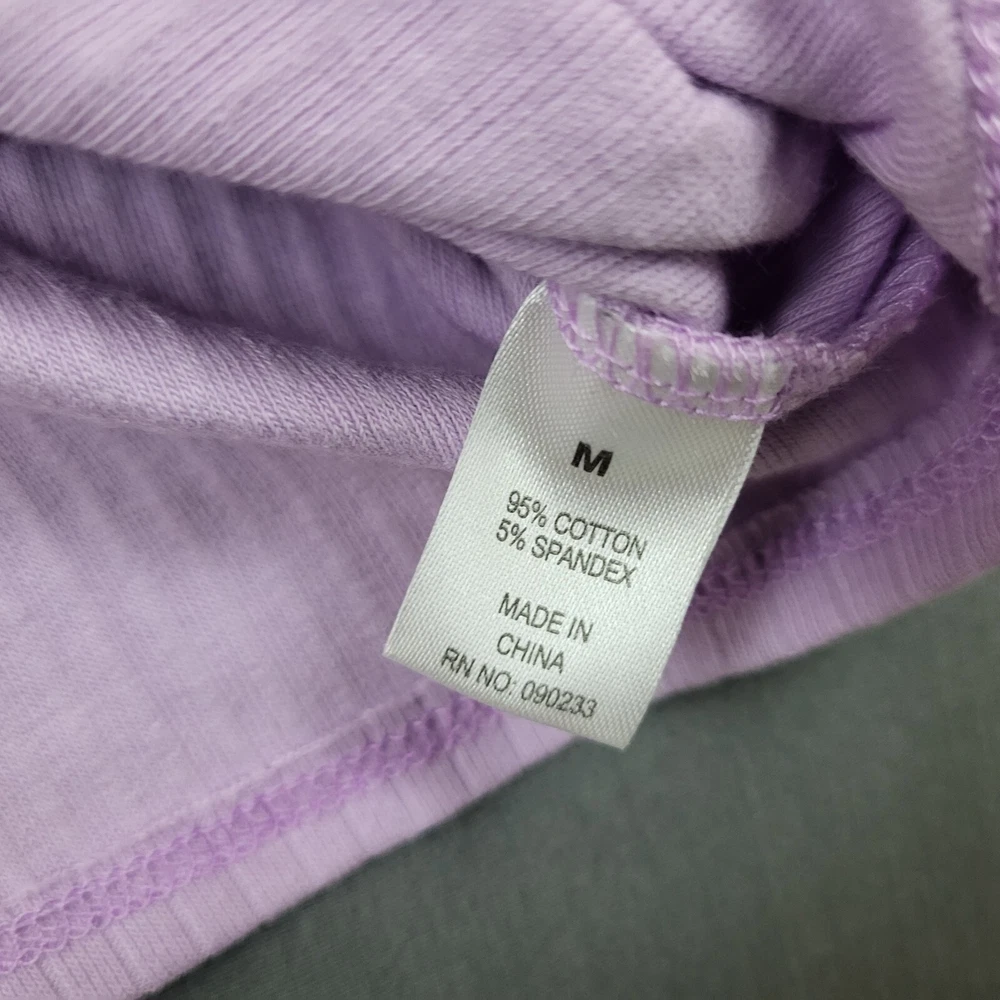 M
95% COTTON
5% SPANDEX
MADE IN
CHINA
RN NO: 090233